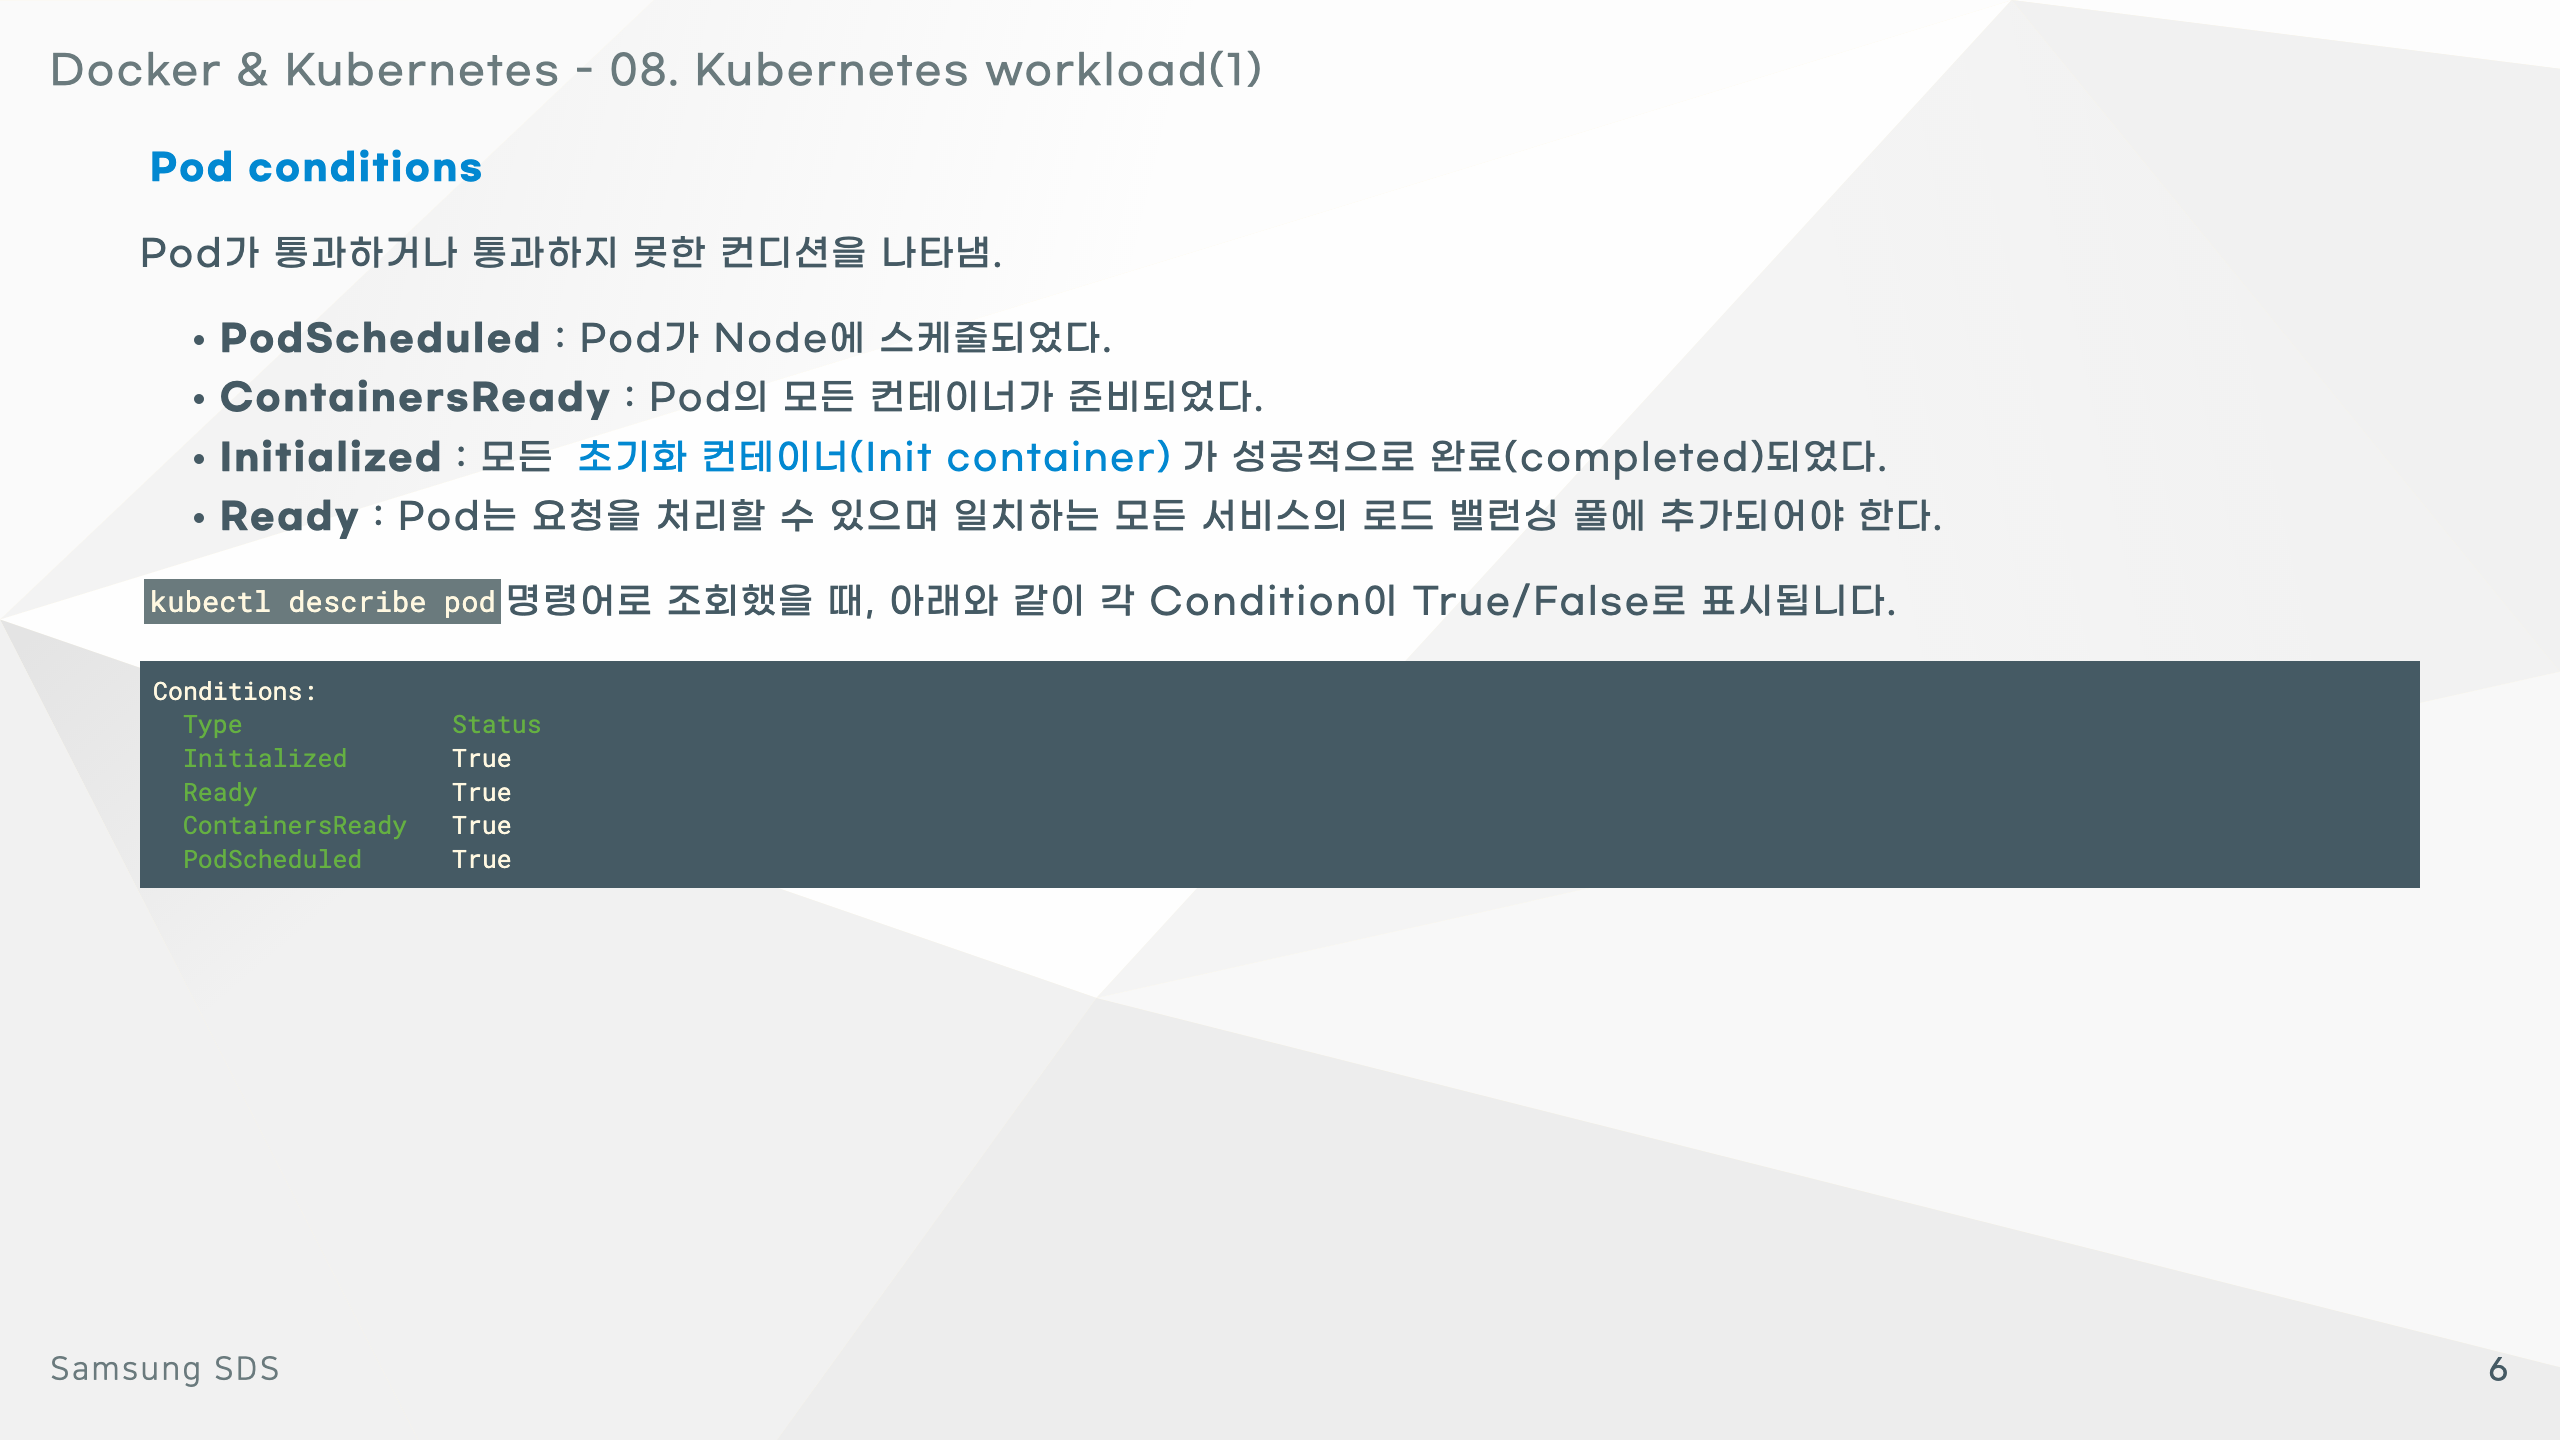 Docker & Kubernetes - 08. Kubernetes workload(1)
Pod conditions
Pod가 통과하거나 통과하지 못한 컨디션을 나타냄.
• PodScheduled : Pod가 Node에 스케줄되었다.
• ContainersReady : Pod의 모든 컨테이너가 준비되었다.
• Initialized : 모든 초기화 컨테이너(Init container) 가 성공적으로 완료(completed)되었다.
• Ready : Pod는 요청을 처리할 수 있으며 일치하는 모든 서비스의 로드 밸런싱 풀에 추가되어야 한다.
kubectl describe pod 명령어로 조회했을 때, 아래와 같이 각 Condition이 True/False로 표시됩니다.
Conditions:
Type Status
Initialized True
Ready True
ContainersReady True
PodScheduled True
Samsung SDS
6